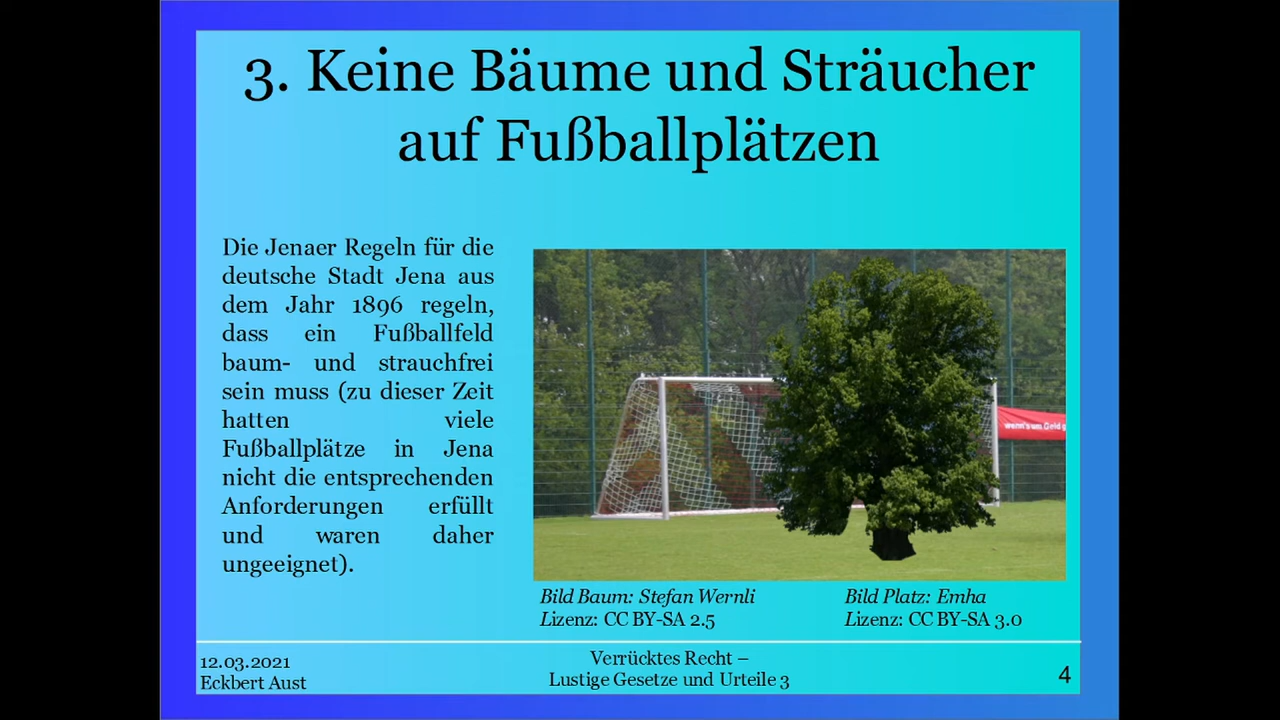 3. Keine Bäume und Sträucher
auf Fußballplätzen
Die Jenaer Regeln für die
deutsche Stadt Jena aus
dem Jahr 1896 regeln,
dass ein Fußballfeld
baum- und strauchfrei
sein muss (zu dieser Zeit
hatten viele
Fußballplätze in Jena
nicht die entsprechenden
Anforderungen erfüllt
und waren daher
ungeeignet).
wenn's um Geld g
Bild Baum: Stefan Wernli
Lizenz: CC BY-SA 2.5
Bild Platz: Emha
Lizenz: CC BY-SA 3.0
12.03.2021
Eckbert Aust
Verrücktes Recht –
Lustige Gesetze und Urteile 3
4